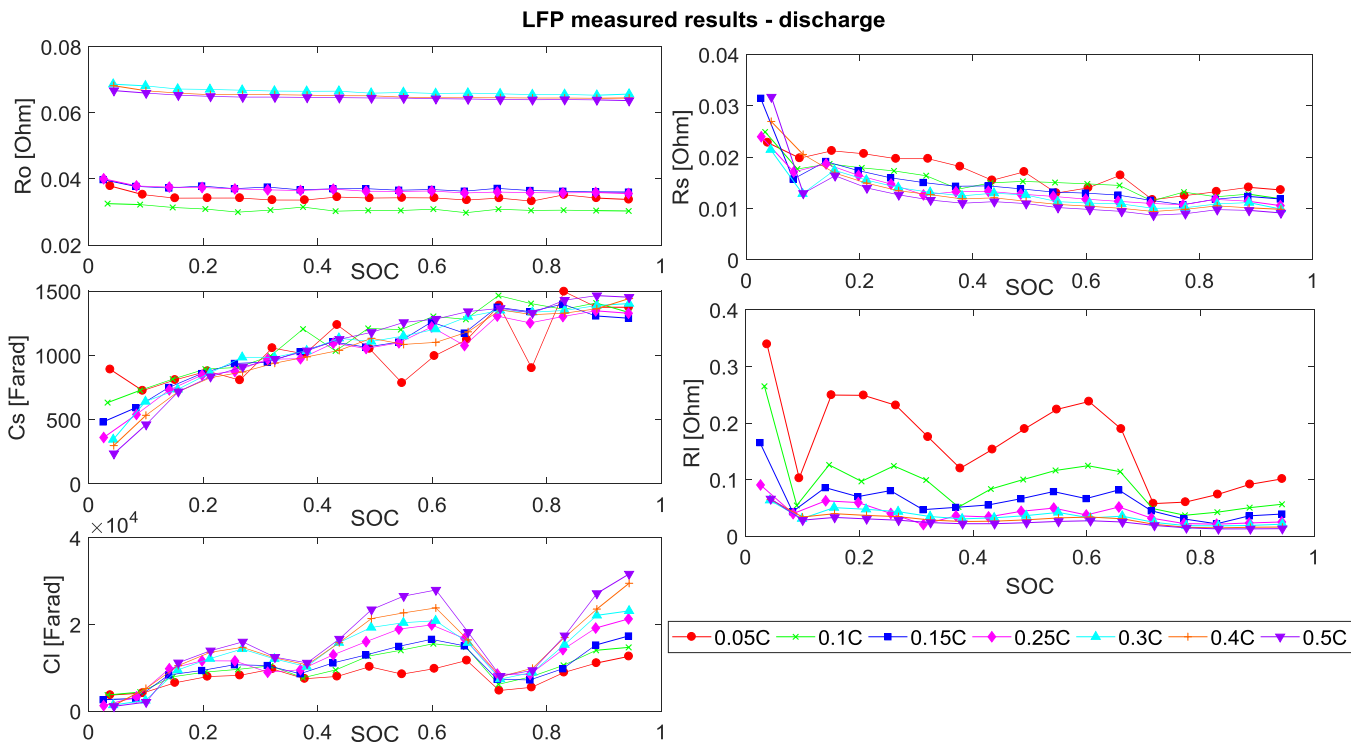 LFP measured results - discharge
0.08
0.06
0.04
0.02
Ro [Ohm]
0 0.2 0.4 0.6 0.8 1
SOC
0.04
0.03
0.02
0.01
0
Rs [Ohm]
0 0.2 0.4 0.6 0.8 1
SOC
1500
1000
500
0
Cs [Farad]
0 0.2 0.4 0.6 0.8 1
SOC
0.4
0.3
0.2
0.1
0
Rl [Ohm]
0 0.2 0.4 0.6 0.8 1
SOC
×10⁴
4
2
0
Cl [Farad]
0 0.2 0.4 0.6 0.8 1
SOC
0.05C 0.1C 0.15C 0.25C 0.3C 0.4C 0.5C